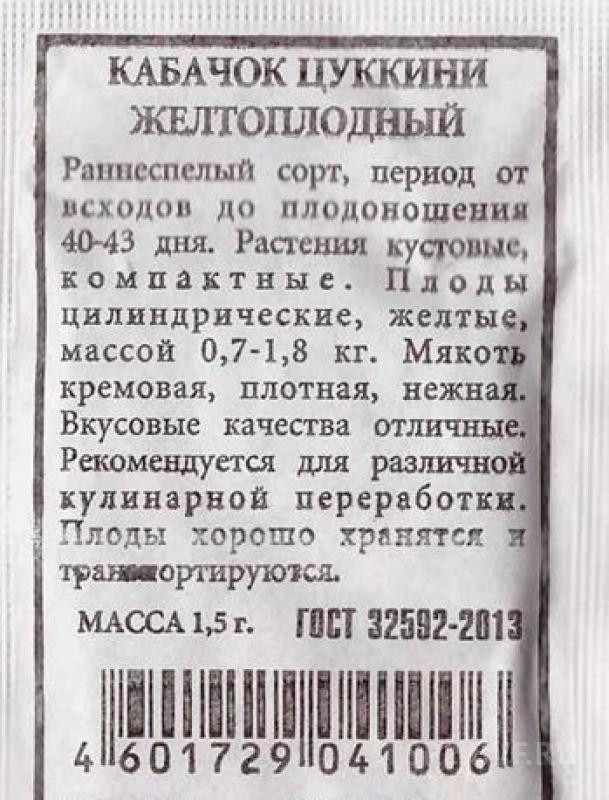 КАБАЧОК ЦУККИНИ
ЖЕЛТОПЛОДНЫЙ
Раннеспелый сорт, период от
всходов до плодоношения
40-43 дня. Растения кустовые,
компактные. Плоды
цилиндрические, желтые,
массой 0,7-1,8 кг. Мякоть
кремовая, плотная, нежная.
Вкусовые качества отличные.
Рекомендуется для различной
кулинарной переработки.
Плоды хорошо хранятся и
транспортируются.
МАССА 1,5 г. ГОСТ 32592-2013
4 601729 041006